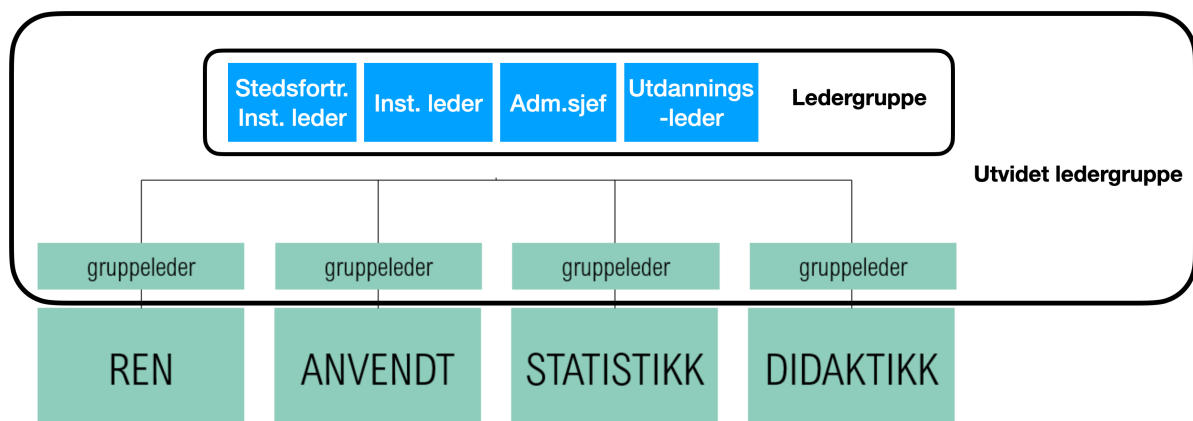 Stedsfortr.
Inst. leder
Inst. leder
Adm.sjef
Utdannings
-leder
Ledergruppe
Utvidet ledergruppe
gruppeleder
gruppeleder
gruppeleder
gruppeleder
REN
ANVENDT
STATISTIKK
DIDAKTIKK